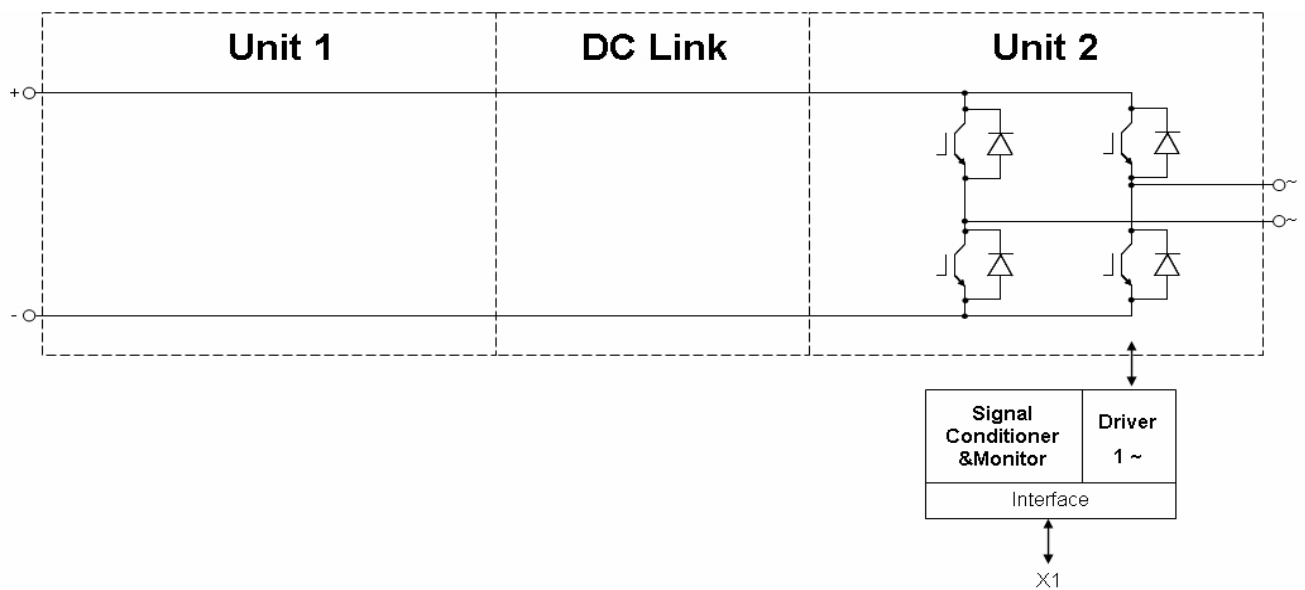 Unit 1
DC Link
Unit 2
+
~
~
-
Signal
Conditioner
&Monitor
Driver
1 ~
Interface
X1